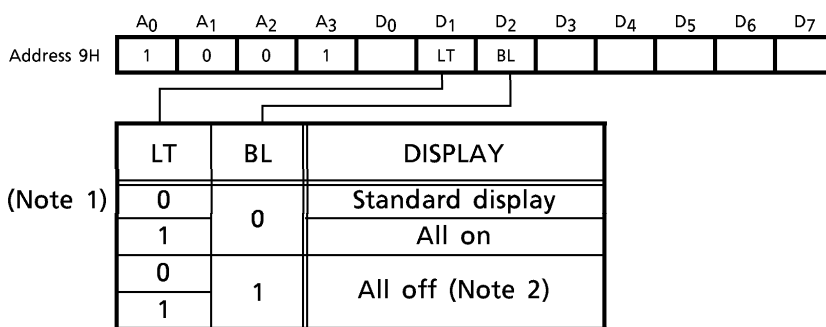 A0 A1 A2 A3 D0 D1 D2 D3 D4 D5 D6 D7
Address 9H 1 0 0 1 LT BL
LT BL DISPLAY
(Note 1) 0 0 Standard display
1 All on
0 1 All off (Note 2)
1